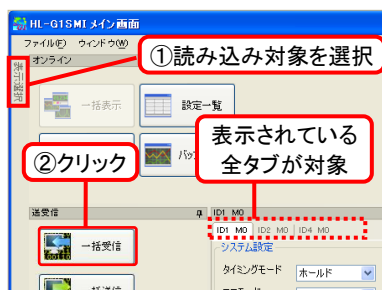 HL-G1SMI メイン画面
ファイル(F) ウィンドウ(W)
①読み込み対象を選択
オンライン
表示選択
一括表示
設定一覧
表示されている
全タブが対象
②クリック
送受信
ID1 M0
ID1 M0 ID2 M0 ID4 M0
一括受信
システム設定
タイミングモード ホールド